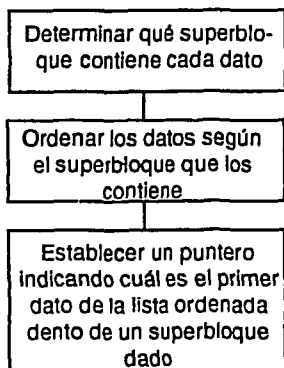 Determinar qué superblo-
que contiene cada dato
Ordenar los datos según
el superbloque que los
contiene
Establecer un puntero
indicando cuál es el primer
dato de la lista ordenada
dento de un superbloque
dado